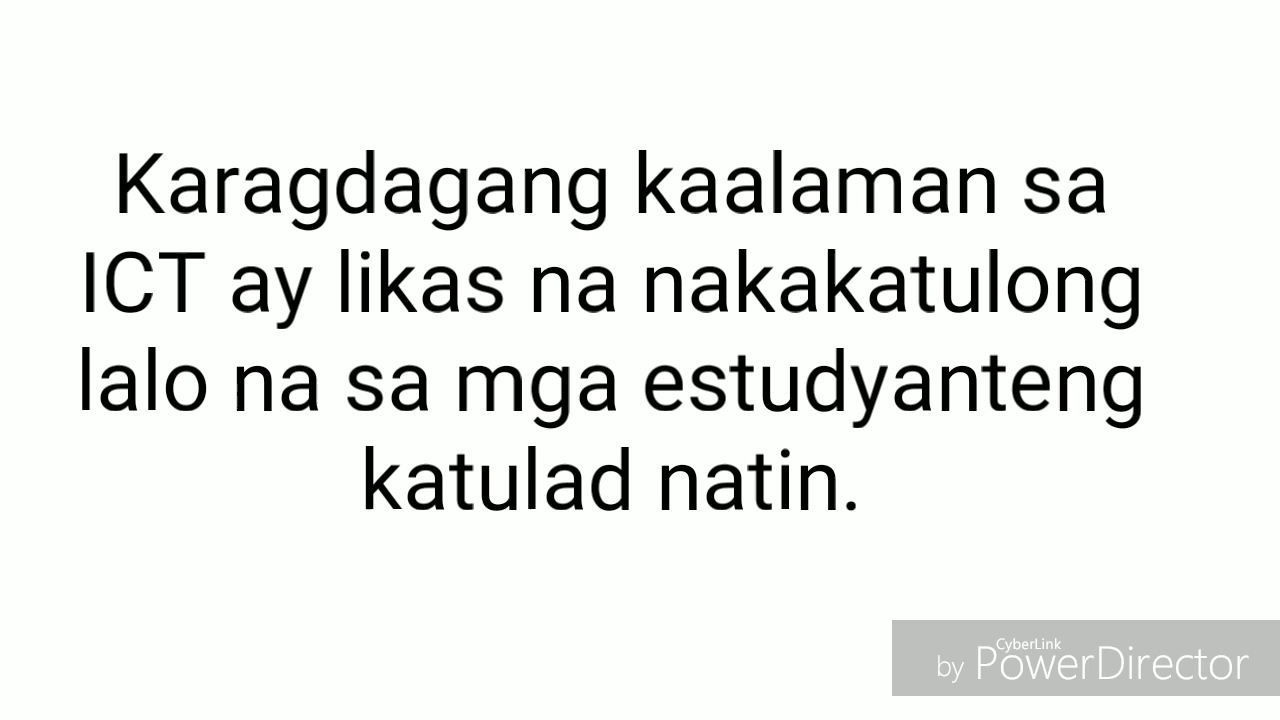 Karagdagang kaalaman sa
ICT ay likas na nakakatulong
lalo na sa mga estudyanteng
katulad natin.
CyberLink
by PowerDirector